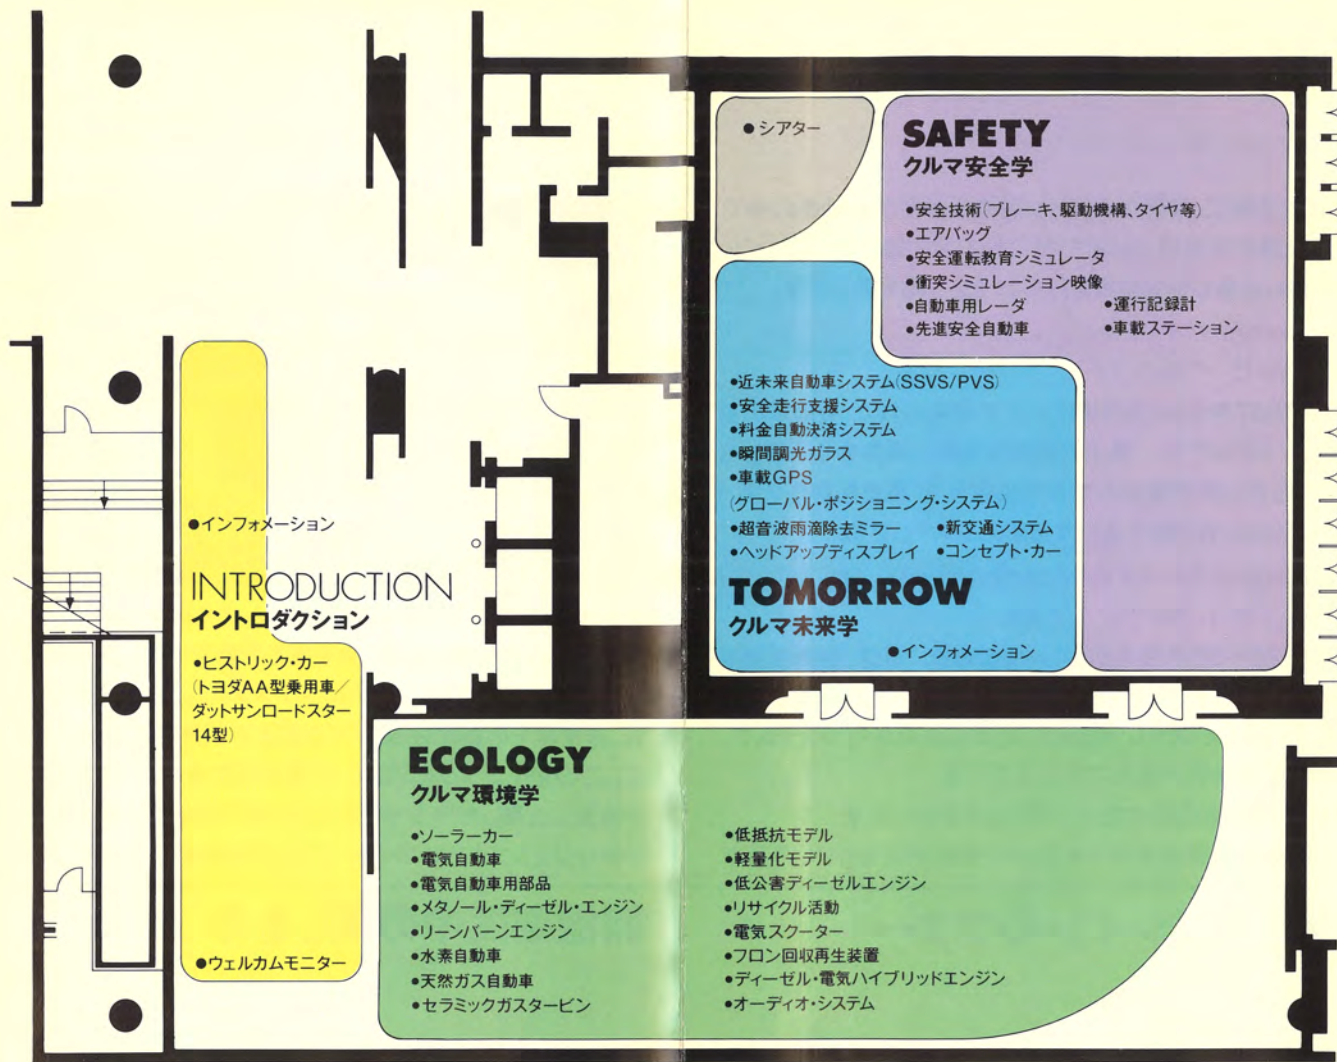 ●シアター
SAFETY
クルマ安全学
●安全技術(ブレーキ、駆動機構、タイヤ等)
●エアバッグ
●安全運転教育シミュレータ
●衝突シミュレーション映像
●自動車用レーダ ●運行記録計
●先進安全自動車 ●車載ステーション
●近未来自動車システム(SSVS/PVS)
●安全走行支援システム
●料金自動決済システム
●瞬間調光ガラス
●車載GPS
(グローバル・ポジショニング・システム)
●超音波雨滴除去ミラー ●新交通システム
●ヘッドアップディスプレイ ●コンセプト・カー
TOMORROW
クルマ未来学
●インフォメーション
●インフォメーション
INTRODUCTION
イントロダクション
●ヒストリック・カー
(トヨダAA型乗用車/
ダットサンロードスター
14型)
●ウェルカムモニター
ECOLOGY
クルマ環境学
●ソーラーカー
●電気自動車
●電気自動車用部品
●メタノール・ディーゼル・エンジン
●リーンバーンエンジン
●水素自動車
●天然ガス自動車
●セラミックガスタービン
●低抵抗モデル
●軽量化モデル
●低公害ディーゼルエンジン
●リサイクル活動
●電気スクーター
●フロン回収再生装置
●ディーゼル・電気ハイブリッドエンジン
●オーディオ・システム